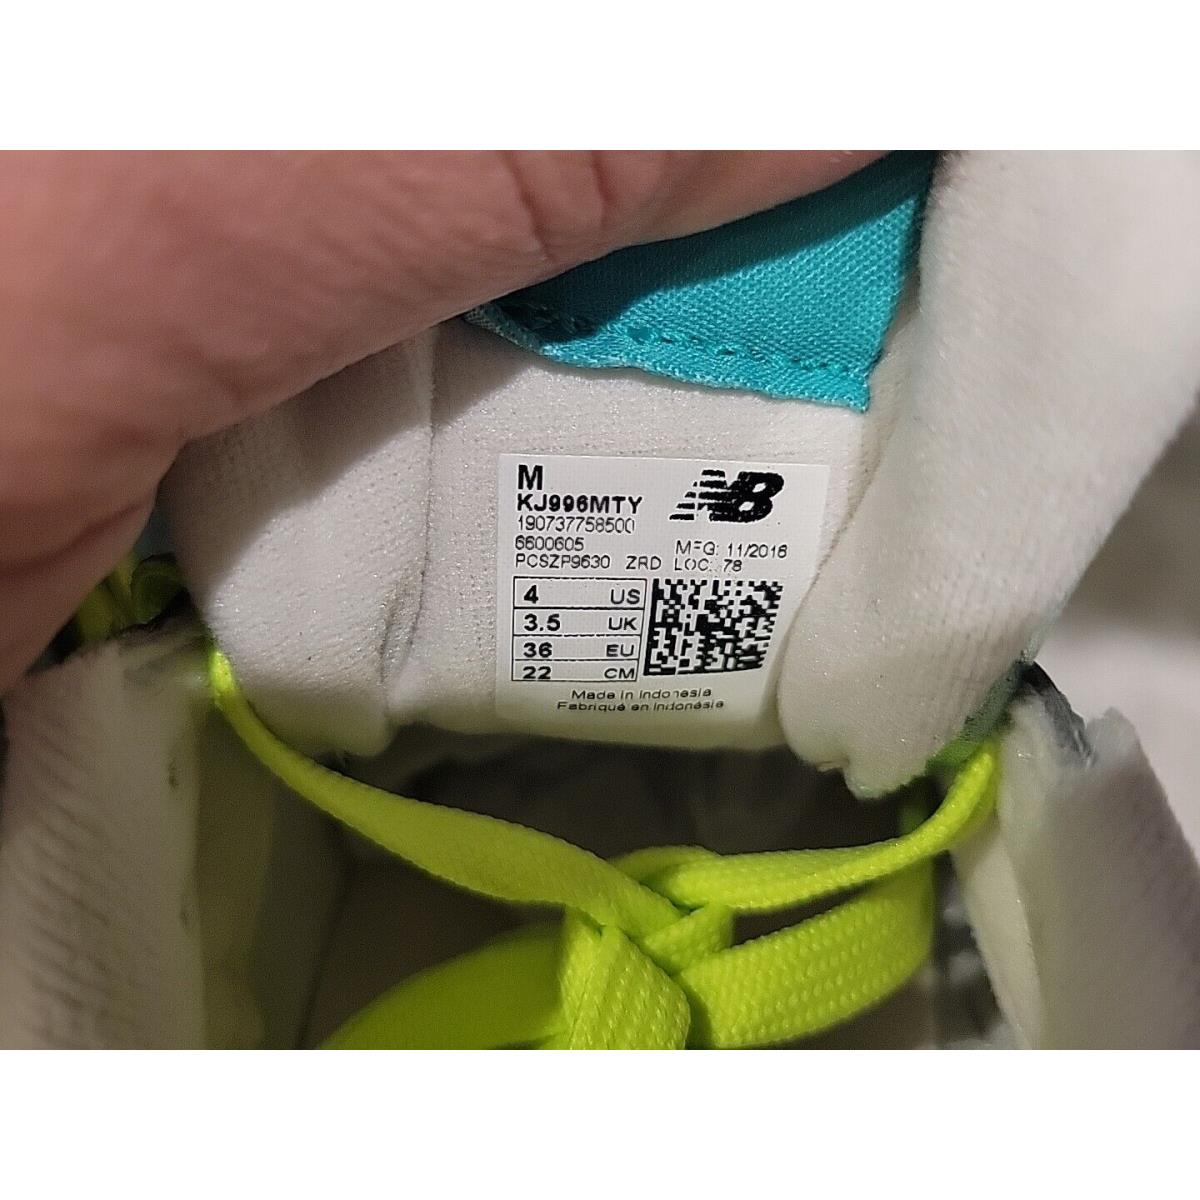 M
KJ996MTY
NB
190737758500
6600605
MFG: 11/2016
PCSZP9630 ZRD LOC: 78
4 US
3.5 UK
36 EU
22 CM
Made in Indonesia
Fabriqué en Indonésie